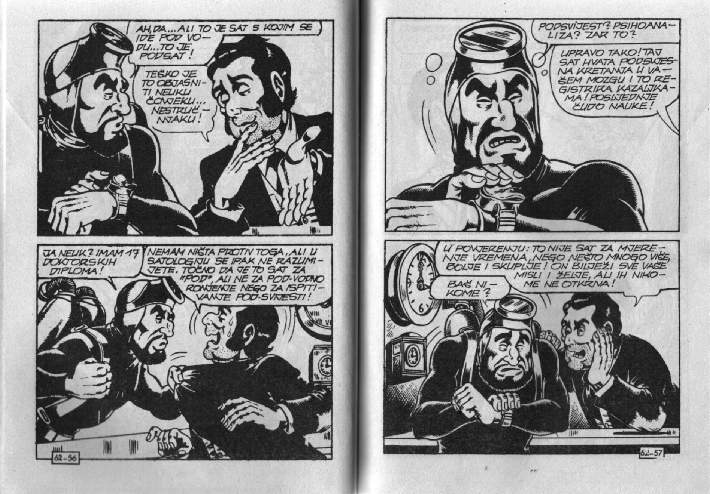 AH, DA...ALI TO JE SAT S KOJIM SE
IDE POD VO-
DU...TO JE,
PODSAT!
TEŠKO JE
TO OBJASNI-
TI NEUKU
ČOVJEKU...
NESTRUČ-
NJAKU!
JA NEUK? IMAM 17
DOKTORSKIH
DIPLOMA!
NEMAM NIŠTA PROTIV TOGA, ALI U
SATOLOGIJU SE IPAK NE RAZUMI-
JETE. TOČNO DA JE TO SAT ZA
"POD", ALI NE ZA POD-VODNO
RONJENJE NEGO ZA ISPITI-
VANJE POD-SVIJESTI!
62-56
PODSVIJEST? PSIHOANA-
LIZA? ZAR TO?
UPRAVO TAKO! TAJ
SAT HVATA PODSVJES-
NA KRETANJA U VA-
ŠEM MOZGU I TO RE-
GISTRIRA KAZALJKA-
MA! POSLJEDNJE
ČUDO NAUKE!
U POVJERENJU: TO NIJE SAT ZA MJERE-
NJE VREMENA, NEGO NEŠTO MNOGO VIŠE,
BOLJE I SKUPLJE! ON BILJEŽI SVE VAŠE
MISLI I ŽELJE, ALI IH NIKO-
ME NE OTKRIVA!
BAŠ NI-
KOME?
62-57